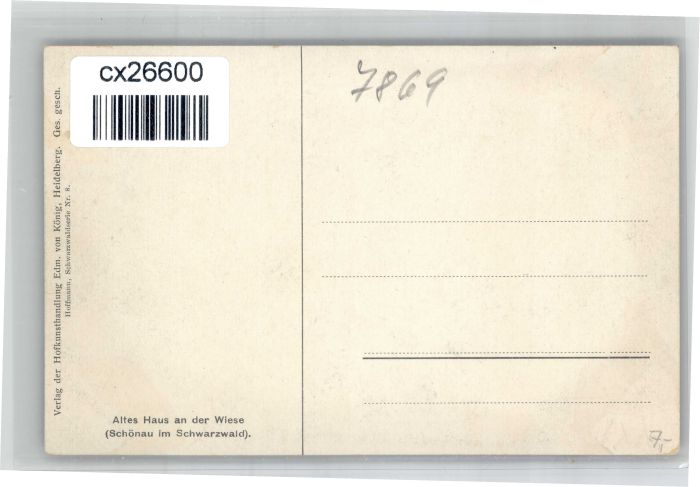 cx26600
7869
Verlag der Hofkunsthandlung Edm. von König, Heidelberg. Ges. gesch.
Hoffmann, Schwarzwaldserie Nr. 8.
Altes Haus an der Wiese
(Schönau im Schwarzwald).
7,-